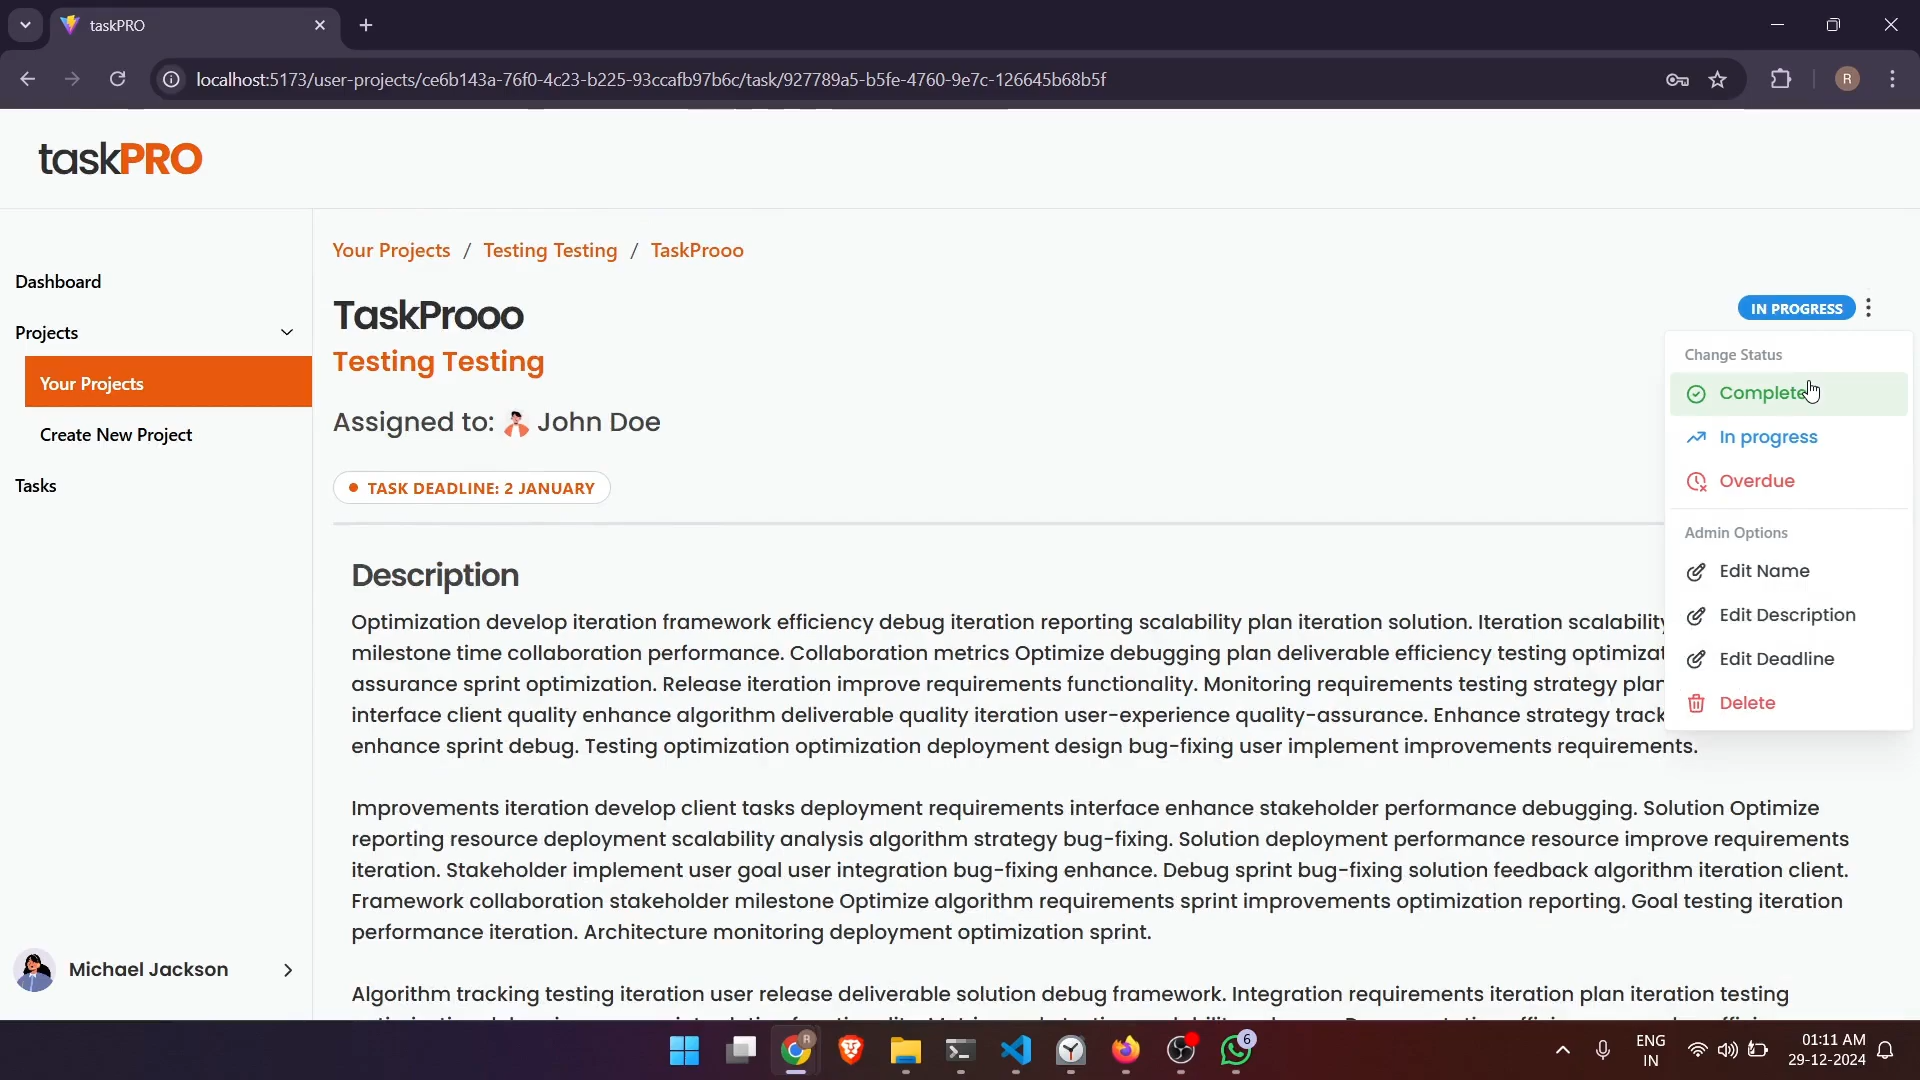 taskPRO
localhost:5173/user-projects/ce6b143a-76f0-4c23-b225-93ccafb97b6c/task/927789a5-b5fe-4760-9e7c-126645b68b5f
R
taskPRO
Dashboard
Projects
Your Projects
Create New Project
Tasks
Michael Jackson
Your Projects / Testing Testing / TaskProoo
TaskProoo
IN PROGRESS
Testing Testing
Assigned to: John Doe
TASK DEADLINE: 2 JANUARY
Change Status
Complete
In progress
Overdue
Admin Options
Edit Name
Edit Description
Edit Deadline
Delete
Description
Optimization develop iteration framework efficiency debug iteration reporting scalability plan iteration solution. Iteration scalability
milestone time collaboration performance. Collaboration metrics Optimize debugging plan deliverable efficiency testing optimizat
assurance sprint optimization. Release iteration improve requirements functionality. Monitoring requirements testing strategy plan
interface client quality enhance algorithm deliverable quality iteration user-experience quality-assurance. Enhance strategy track
enhance sprint debug. Testing optimization optimization deployment design bug-fixing user implement improvements requirements.
Improvements iteration develop client tasks deployment requirements interface enhance stakeholder performance debugging. Solution Optimize
reporting resource deployment scalability analysis algorithm strategy bug-fixing. Solution deployment performance resource improve requirements
iteration. Stakeholder implement user goal user integration bug-fixing enhance. Debug sprint bug-fixing solution feedback algorithm iteration client.
Framework collaboration stakeholder milestone Optimize algorithm requirements sprint improvements optimization reporting. Goal testing iteration
performance iteration. Architecture monitoring deployment optimization sprint.
Algorithm tracking testing iteration user release deliverable solution debug framework. Integration requirements iteration plan iteration testing
R
6
ENG
IN
01:11 AM
29-12-2024